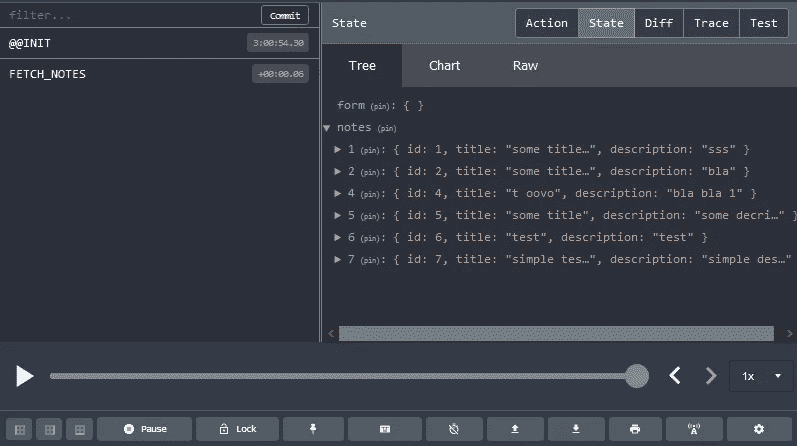 filter... Commit
@@INIT 3:00:54.30
FETCH_NOTES +00:00.06
State Action State Diff Trace Test
Tree Chart Raw
form (pin): { }
▼ notes (pin)
▶ 1 (pin): { id: 1, title: "some title…", description: "sss" }
▶ 2 (pin): { id: 2, title: "some title…", description: "bla" }
▶ 4 (pin): { id: 4, title: "t oovo", description: "bla bla 1" }
▶ 5 (pin): { id: 5, title: "some title", description: "some decri…" }
▶ 6 (pin): { id: 6, title: "test", description: "test" }
▶ 7 (pin): { id: 7, title: "simple tes…", description: "simple des…"
1x
Pause Lock